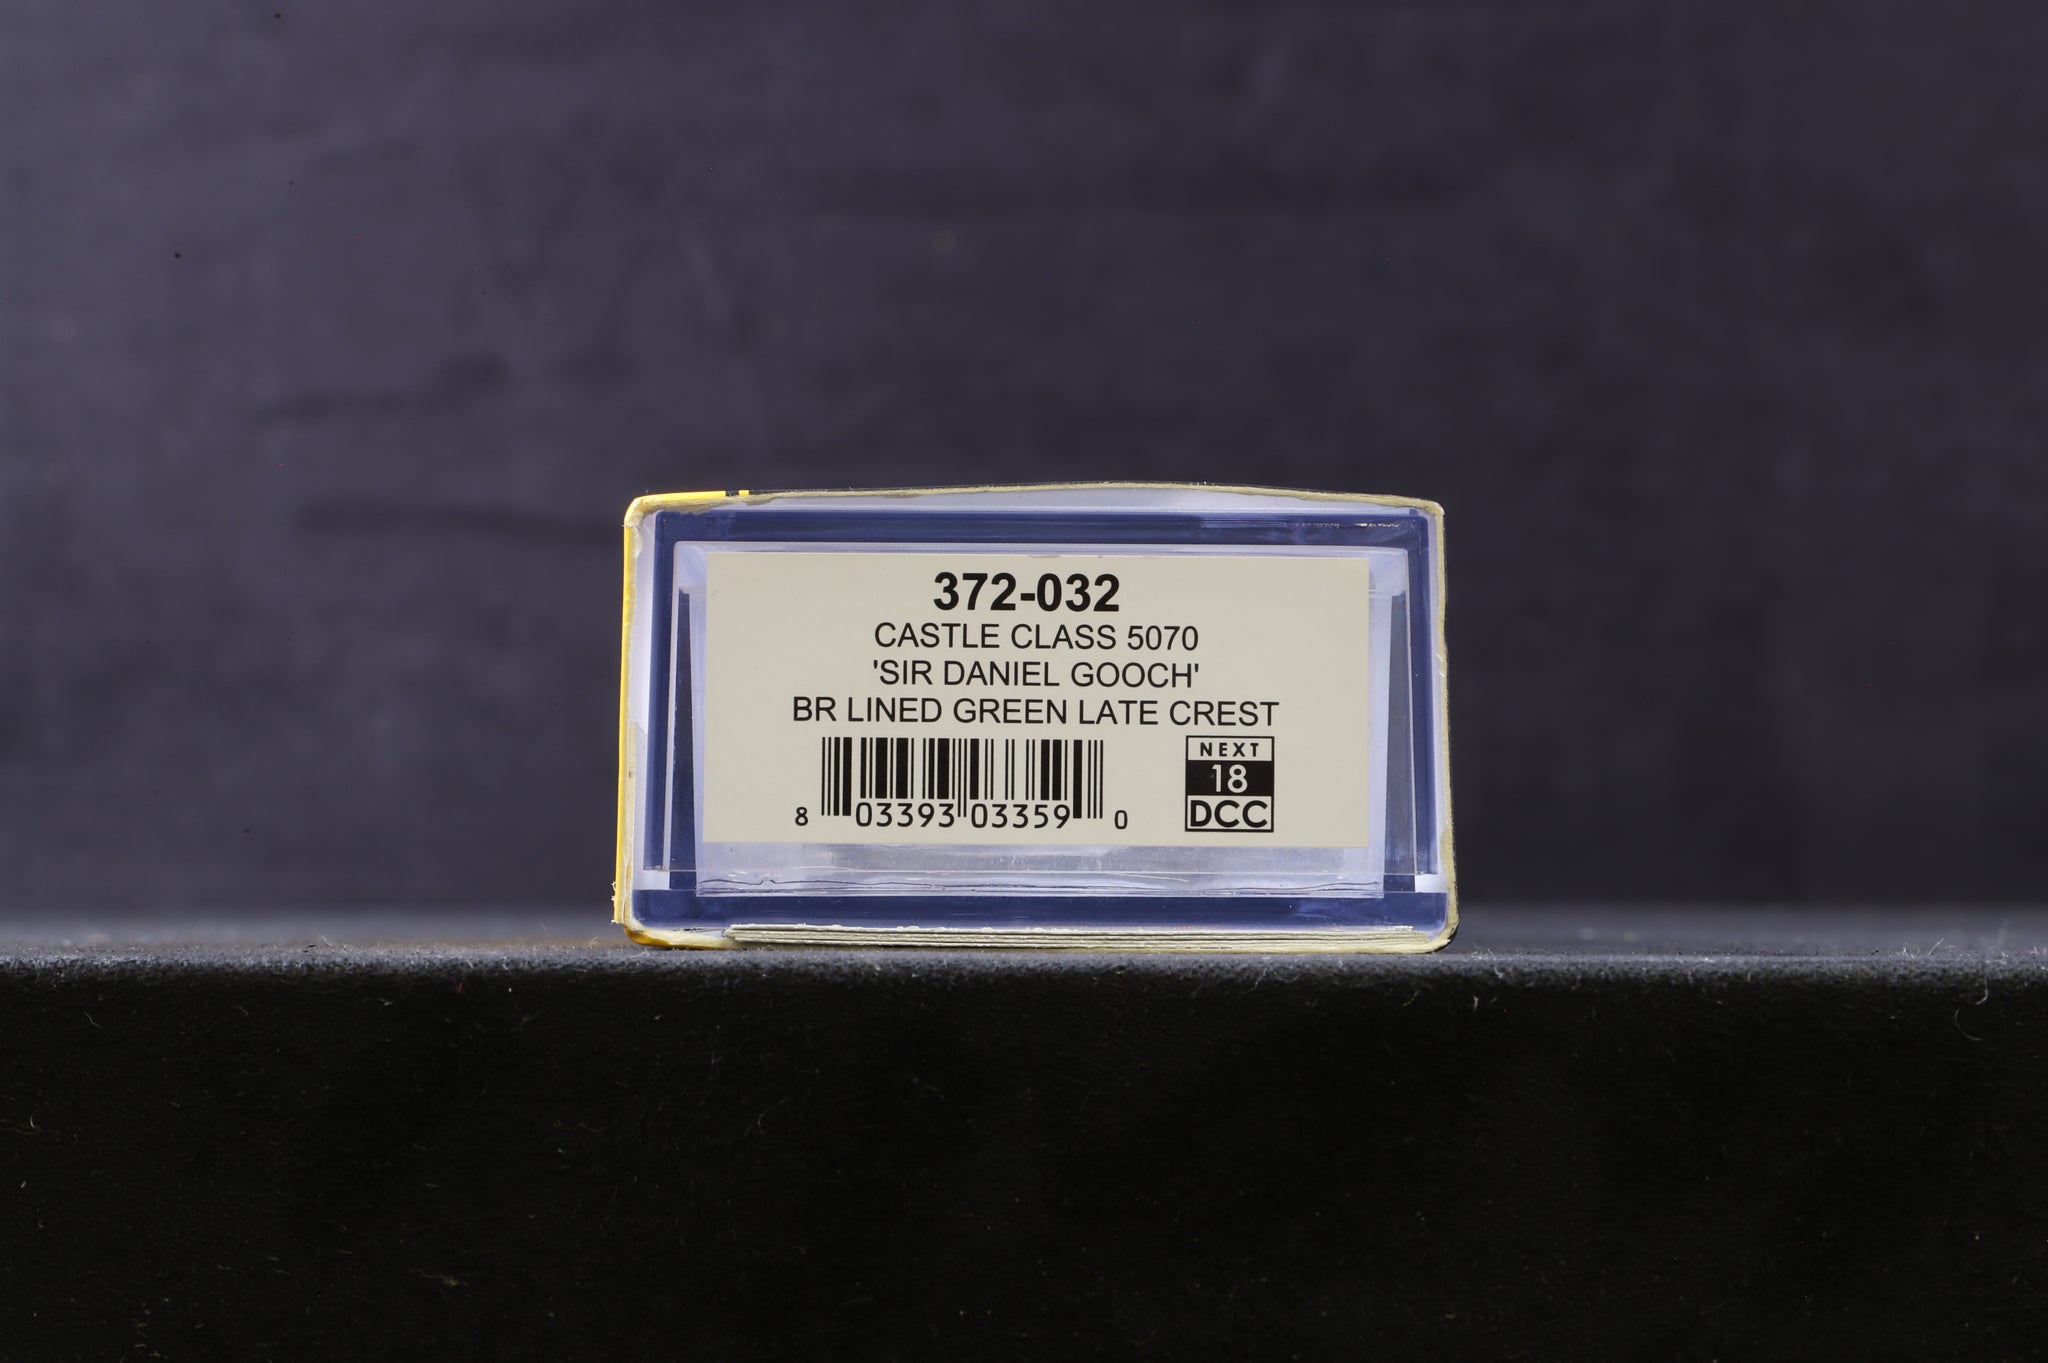 372-032
CASTLE CLASS 5070
'SIR DANIEL GOOCH'
BR LINED GREEN LATE CREST
8 03393 03359 0
NEXT
18
DCC